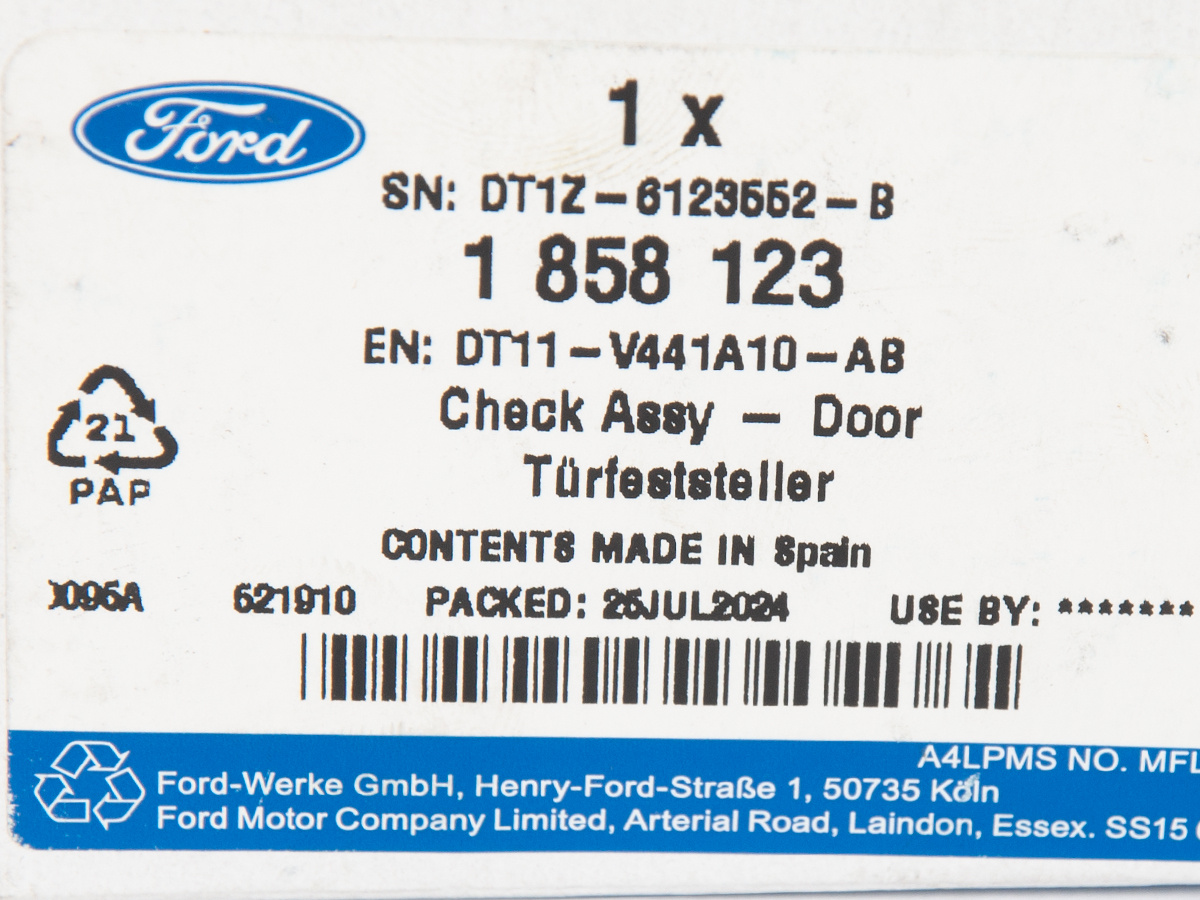 Ford
1 x
SN: DT1Z-6123552-B
1 858 123
EN: DT11-V441A10-AB
Check Assy - Door
Türfeststeller
21
PAP
CONTENTS MADE IN Spain
621910 PACKED: 25JUL2024 USE BY: *******
A4LPMS NO. MFL
Ford-Werke GmbH, Henry-Ford-Straße 1, 50735 Köln
Ford Motor Company Limited, Arterial Road, Laindon, Essex. SS15